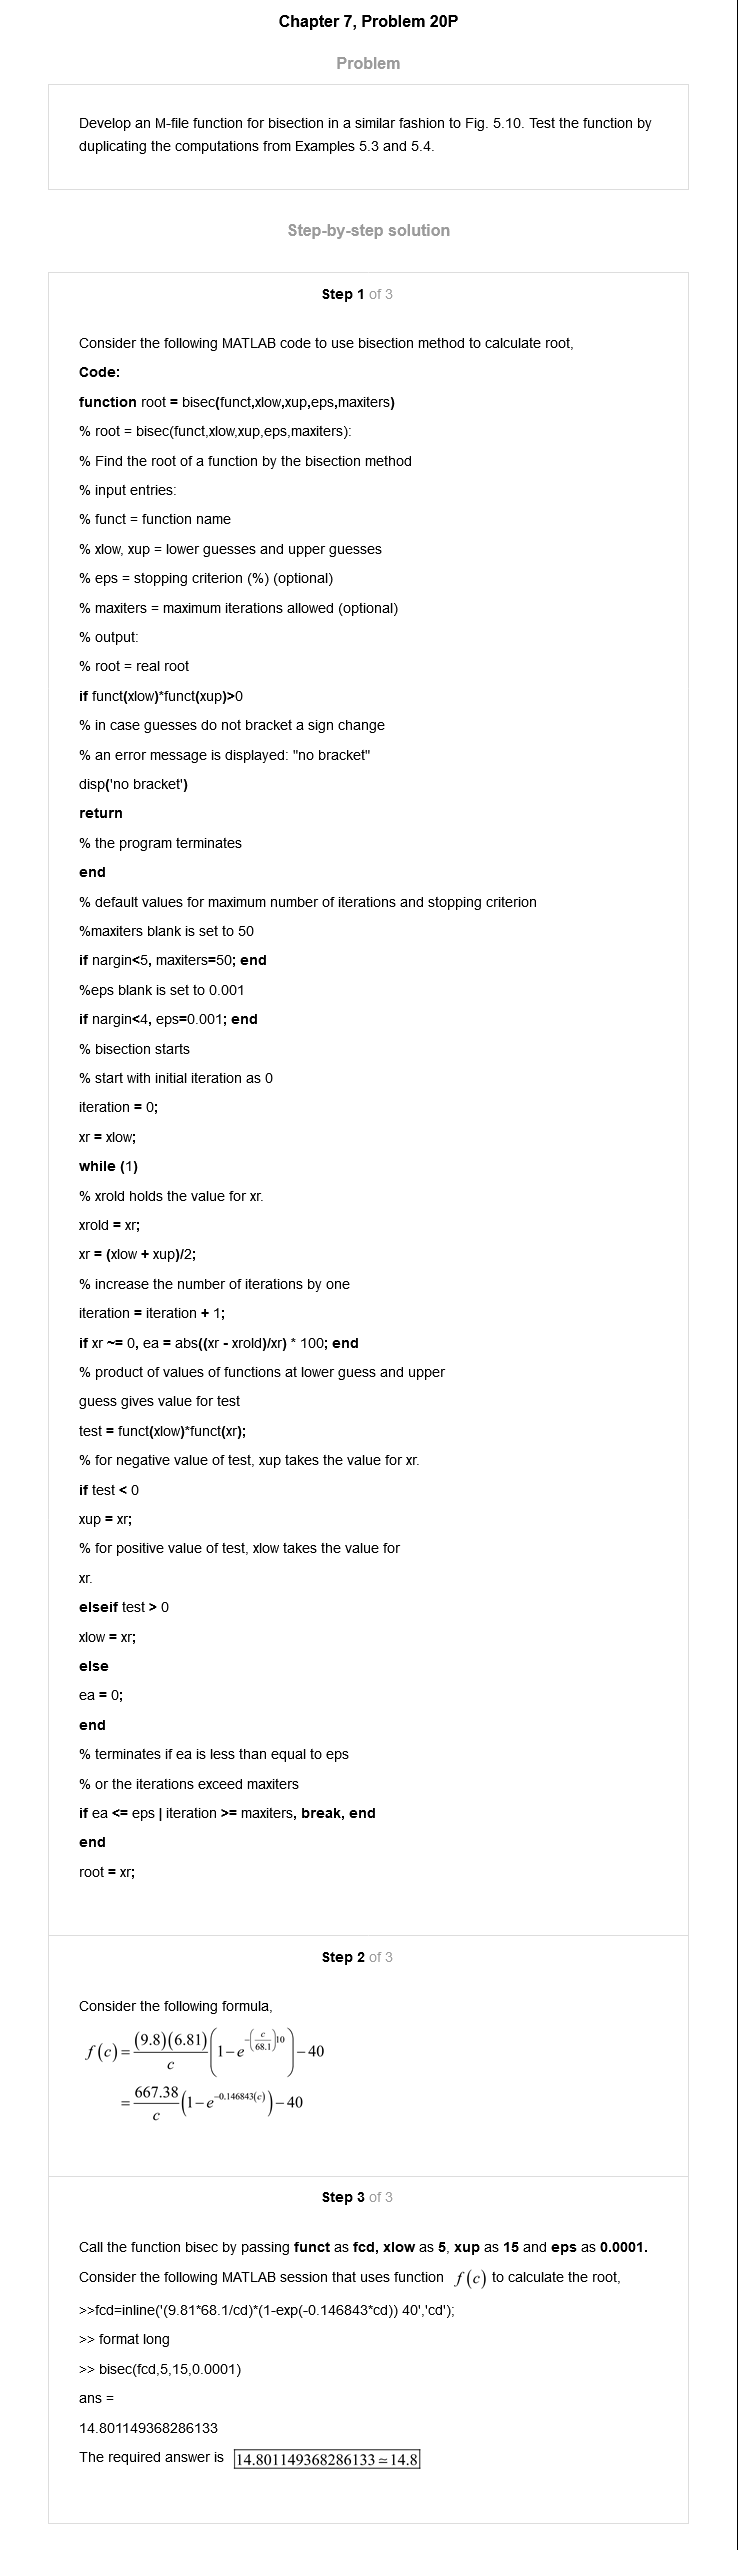 Chapter 7, Problem 20P
Problem
Develop an M-file function for bisection in a similar fashion to Fig. 5.10. Test the function by
duplicating the computations from Examples 5.3 and 5.4.
Step-by-step solution
Step 1 of 3
Consider the following MATLAB code to use bisection method to calculate root,
Code:
function root = bisec(funct,xlow,xup,eps,maxiters)
% root = bisec(funct,xlow,xup,eps,maxiters):
% Find the root of a function by the bisection method
% input entries:
% funct = function name
% xlow, xup = lower guesses and upper guesses
% eps = stopping criterion (%) (optional)
% maxiters = maximum iterations allowed (optional)
% output:
% root = real root
if funct(xlow)*funct(xup)>0
% in case guesses do not bracket a sign change
% an error message is displayed: "no bracket"
disp('no bracket')
return
% the program terminates
end
% default values for maximum number of iterations and stopping criterion
%maxiters blank is set to 50
if nargin<5, maxiters=50; end
%eps blank is set to 0.001
if nargin<4, eps=0.001; end
% bisection starts
% start with initial iteration as 0
iteration = 0;
xr = xlow;
while (1)
% xrold holds the value for xr.
xrold = xr;
xr = (xlow + xup)/2;
% increase the number of iterations by one
iteration = iteration + 1;
if xr ~= 0, ea = abs((xr - xrold)/xr) * 100; end
% product of values of functions at lower guess and upper
guess gives value for test
test = funct(xlow)*funct(xr);
% for negative value of test, xup takes the value for xr.
if test < 0
xup = xr;
% for positive value of test, xlow takes the value for
xr.
elseif test > 0
xlow = xr;
else
ea = 0;
end
% terminates if ea is less than equal to eps
% or the iterations exceed maxiters
if ea <= eps | iteration >= maxiters, break, end
end
root = xr;
Step 2 of 3
Consider the following formula,
f(c) = (9.8)(6.81)/c (1−e^−(c/68.1)10) − 40
= 667.38/c (1−e^−0.146843(c)) − 40
Step 3 of 3
Call the function bisec by passing funct as fcd, xlow as 5, xup as 15 and eps as 0.0001.
Consider the following MATLAB session that uses function f(c) to calculate the root,
>>fcd=inline('(9.81*68.1/cd)*(1-exp(-0.146843*cd)) 40','cd');
>> format long
>> bisec(fcd,5,15,0.0001)
ans =
14.801149368286133
The required answer is 14.801149368286133 ≃ 14.8